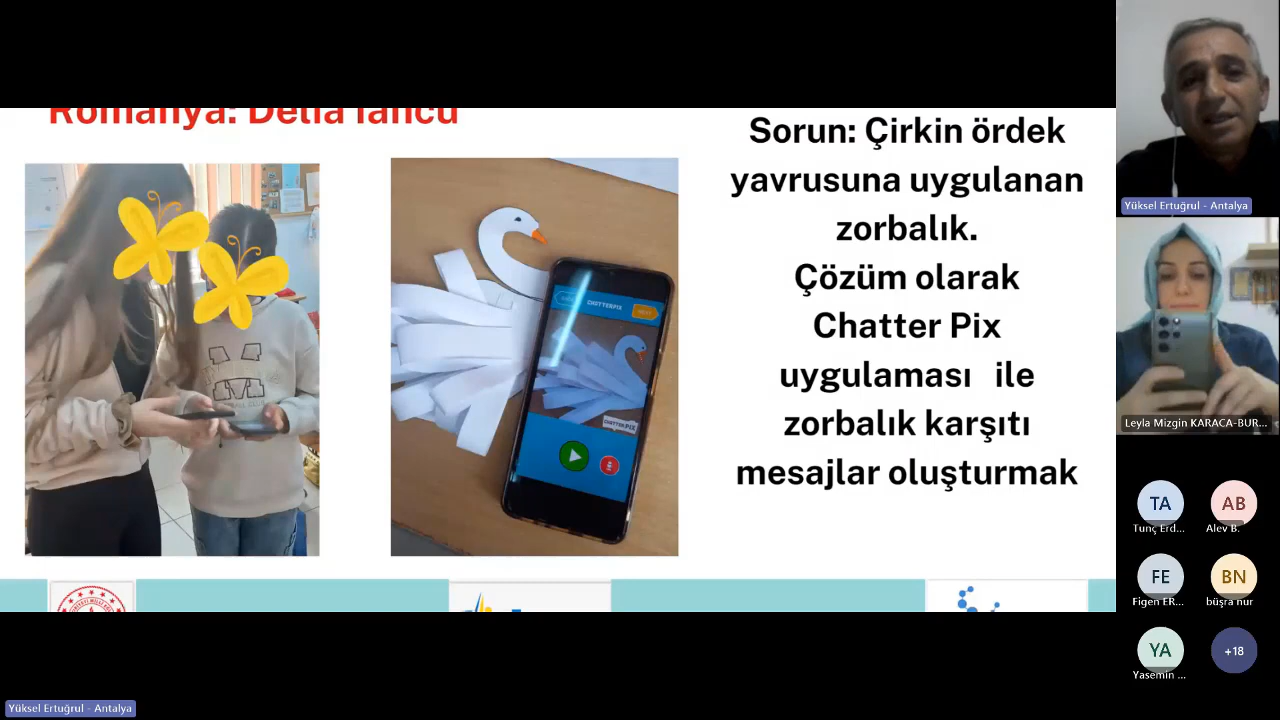 Romanya: Delia Iancu
Sorun: Çirkin ördek
yavrusuna uygulanan
zorbalık.
Çözüm olarak
Chatter Pix
uygulaması ile
zorbalık karşıtı
mesajlar oluşturmak
CHATTERPIX
NEXT
CHATTERPIX
Yüksel Ertuğrul - Antalya
Leyla Mizgin KARACA-BUR...
TA
Tunç Erd...
AB
Alev B.
FE
Figen ER...
BN
büşra nur
YA
Yasemin ...
+18
Yüksel Ertuğrul - Antalya